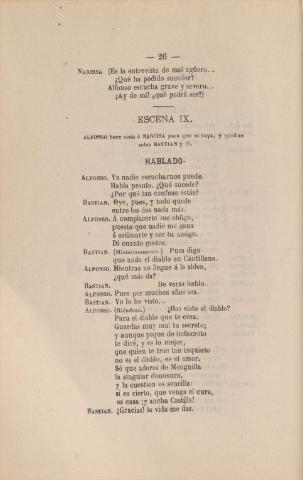 — 26 —
NARCISA. (Es la entrevista de mal agüero...
¿Qué ha podido suceder?
Alfonso escucha grave y severo...
¡Ay de mí! ¿qué podrá ser?)
ESCENA IX.
ALFONSO hace seña á NARCISA para que se vaya, y quedan
solos BASTIAN y él.
HABLADO.
ALFONSO. Ya nadie escucharnos puede.
Habla pronto. ¿Qué sucede?
¿Por qué tan confuso estás?
BASTIAN. Oye, pues, y todo quede
entre los dos nada más.
ALFONSO. Á complacerte me obligo,
puesto que nadie me gana
á estimarte y ser tu amigo.
Di cuanto gustes.
BASTIAN. (Misteriosamente.) Pues digo
que anda el diablo en Cantillana.
ALFONSO. Mientras no llegue á la aldea,
¿qué más da?
BASTIAN. De veras hablo.
ALFONSO. Pues por muchos años sea.
BASTIAN. Yo lo he visto...
ALFONSO. (Riéndose.) ¿Has visto al diablo?
Para el diablo que te crea.
Guardas muy mal tu secreto;
y aunque peque de indiscreto
te diré, y es lo mejor,
que quien te trae tan inquieto
no es el diablo, es el amor.
Sé que adoras de Menguilla
la singular donosura,
y la cuestion es sencilla:
si es cierto, que venga el cura,
os casa ¡y ancha Castilla!
BASTIAN. ¡Gracias! la vida me das.